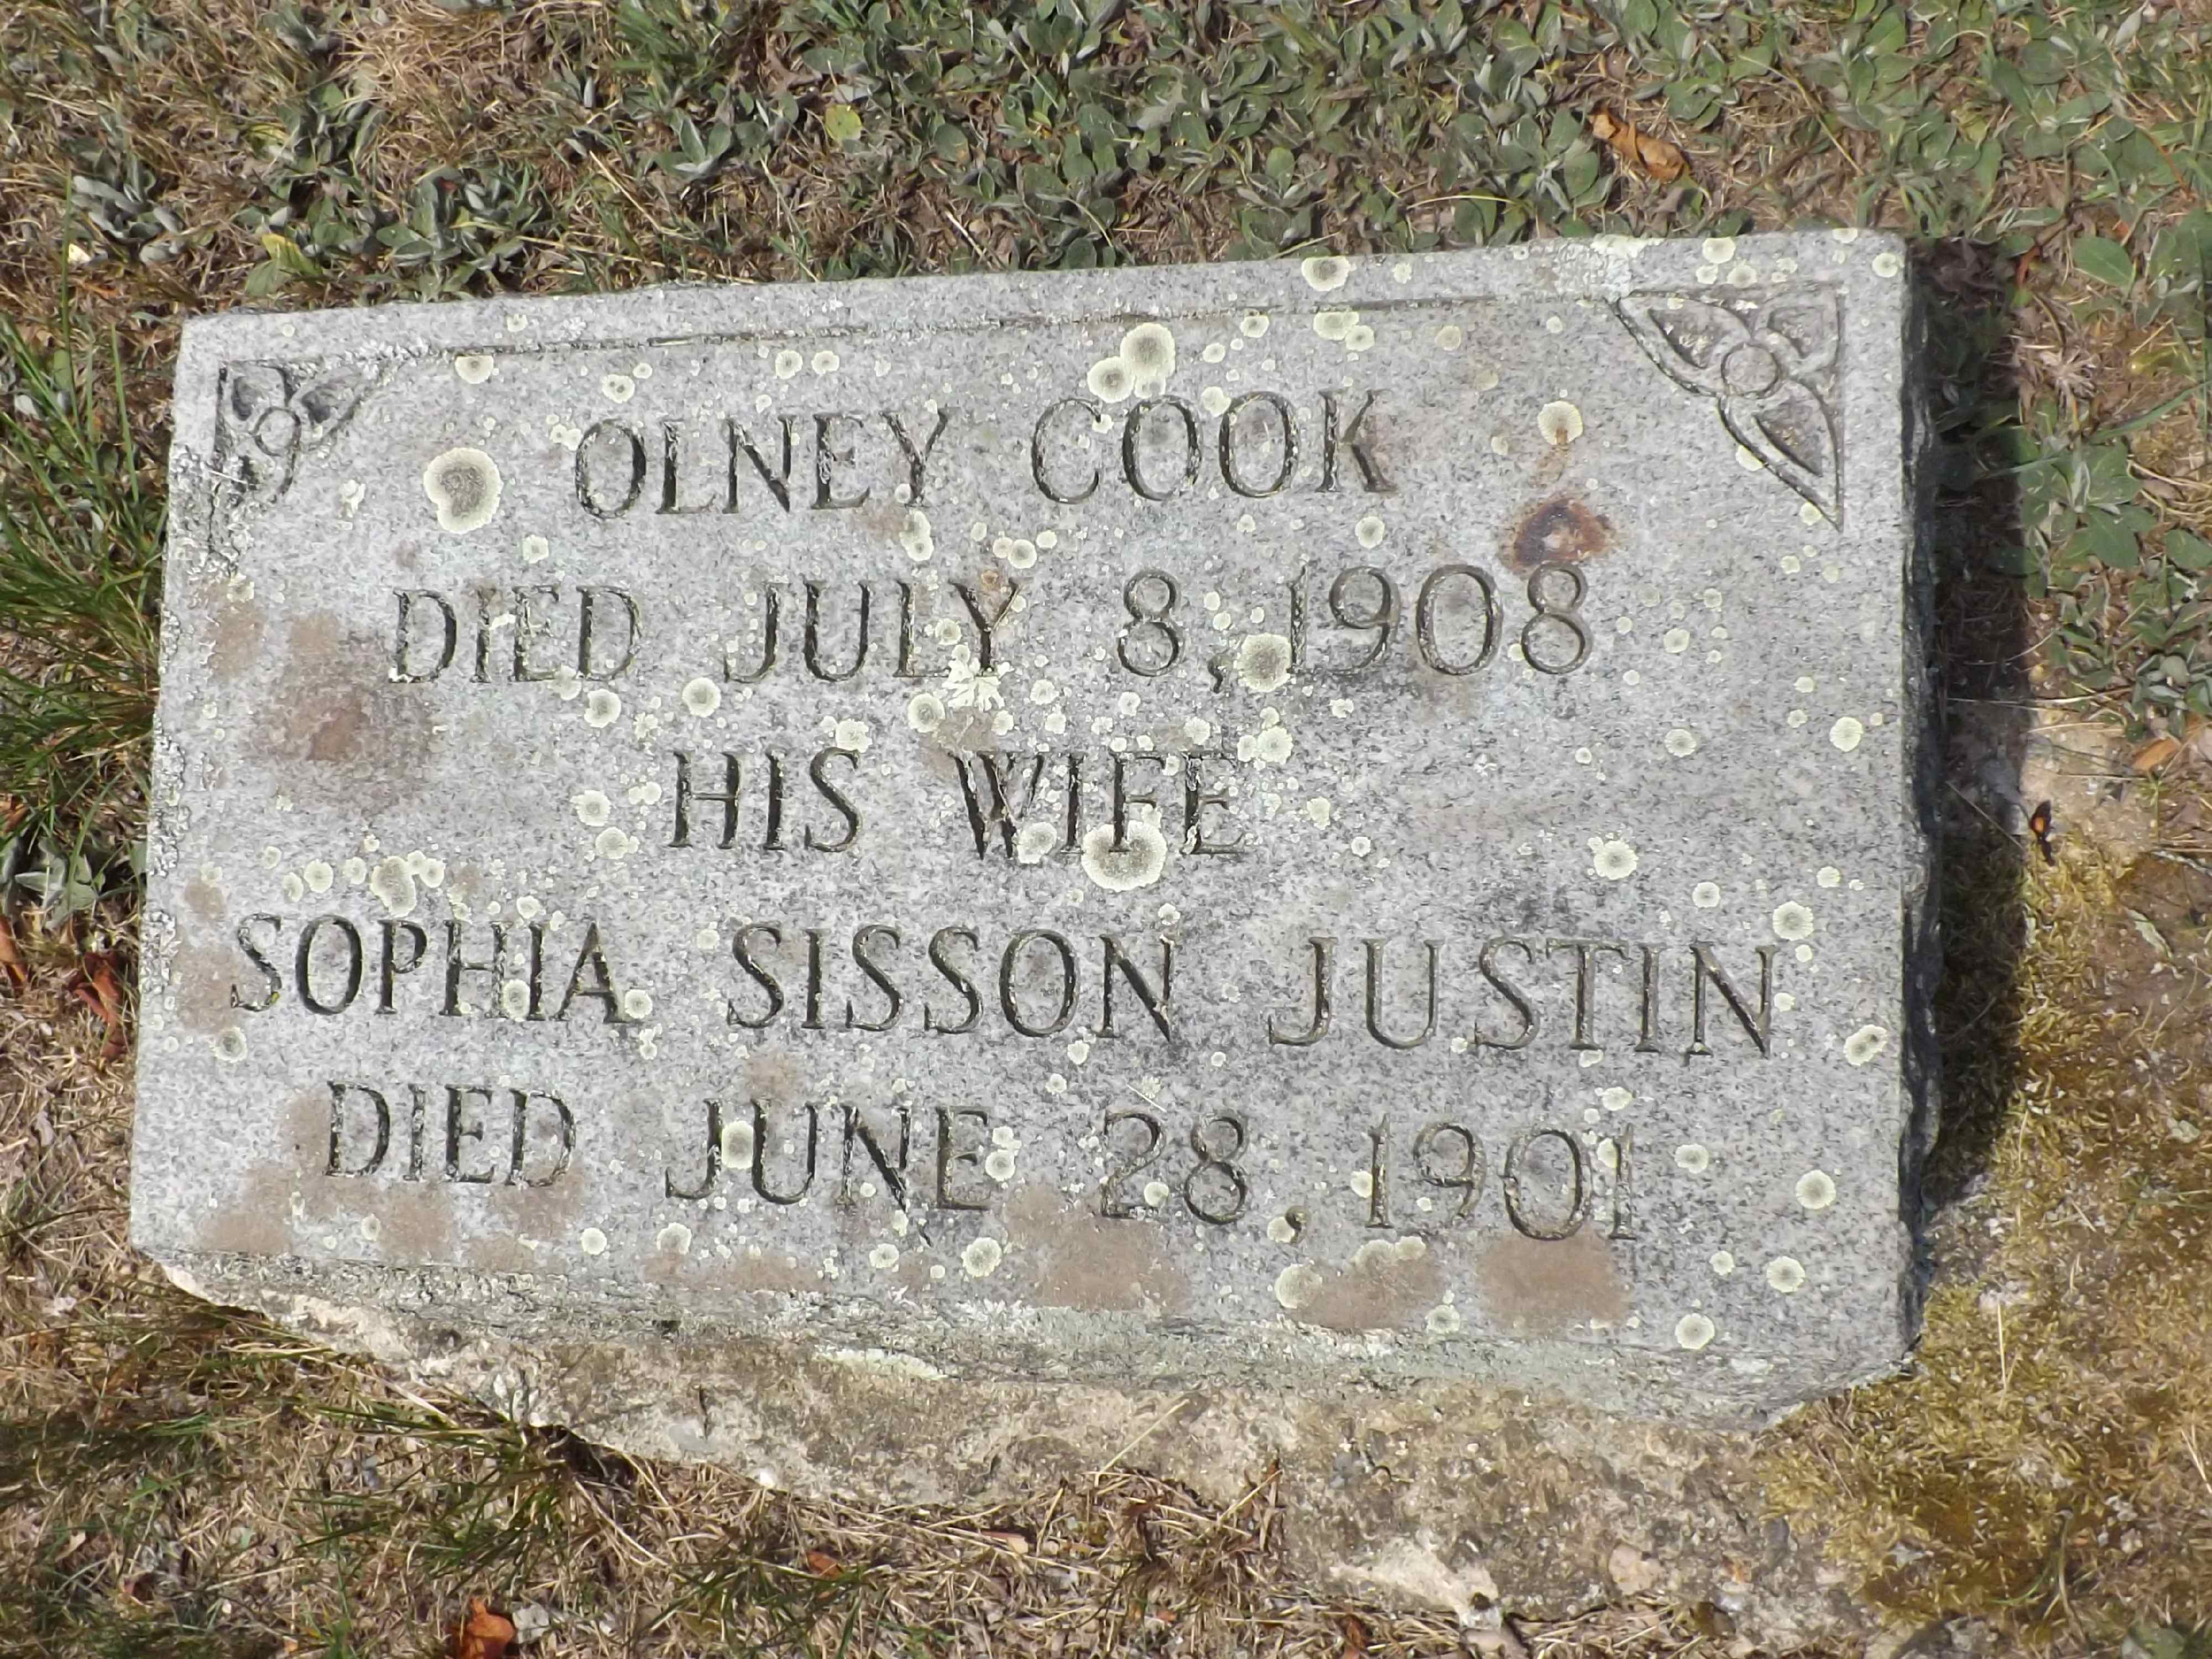 OLNEY COOK
DIED JULY 8, 1908
HIS WIFE
SOPHIA SISSON JUSTIN
DIED JUNE 28, 1901